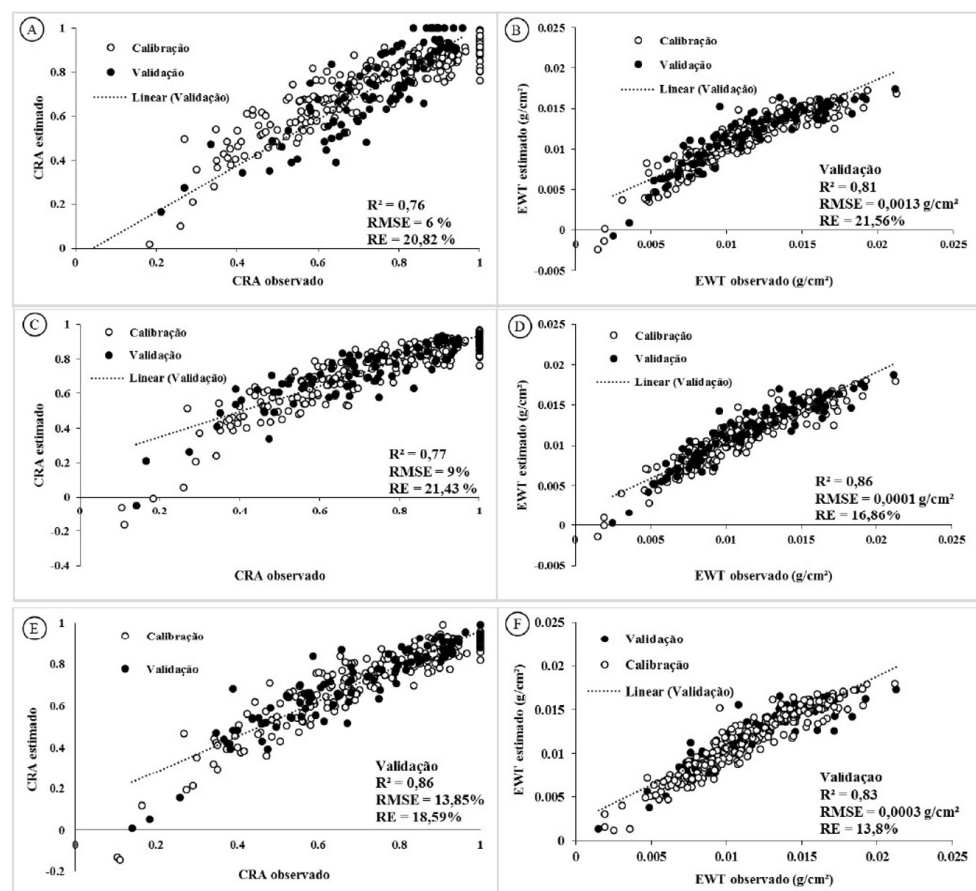 A
1
0.8
0.6
0.4
0.2
0
CRA estimado
Calibração
Validação
Linear (Validação)
R² = 0,76
RMSE = 6 %
RE = 20,82 %
0 0.2 0.4 0.6 0.8 1
CRA observado
B
0.025
0.02
0.015
0.01
0.005
0
-0.005
EWT estimado (g/cm²)
Calibração
Validação
Linear (Validação)
Validação
R² = 0,81
RMSE = 0,0013 g/cm²
RE = 21,56%
0 0.005 0.01 0.015 0.02 0.025
EWT observado (g/cm²)
C
1
0.8
0.6
0.4
0.2
0
-0.2
-0.4
CRA estimado
Calibração
Validação
Linear (Validação)
R² = 0,77
RMSE = 9%
RE = 21,43 %
0 0.2 0.4 0.6 0.8 1
CRA observado
D
0.025
0.02
0.015
0.01
0.005
0
-0.005
EWT estimado (g/cm²)
Calibração
Validação
Linear (Validação)
R² = 0,86
RMSE = 0,0001 g/cm²
RE = 16,86%
0 0.005 0.01 0.015 0.02 0.025
EWT observado (g/cm²)
E
1
0.8
0.6
0.4
0.2
0
-0.2
CRA estimado
Calibração
Validação
Validação
R² = 0,86
RMSE = 13,85%
RE = 18,59%
0 0.2 0.4 0.6 0.8 1
CRA observado
F
0.025
0.02
0.015
0.01
0.005
0
EWT estimado (g/cm²)
Validação
Calibração
Linear (Validação)
Validaçao
R² = 0,83
RMSE = 0,0003 g/cm²
RE = 13,8%
0 0.005 0.01 0.015 0.02 0.025
EWT observado (g/cm²)